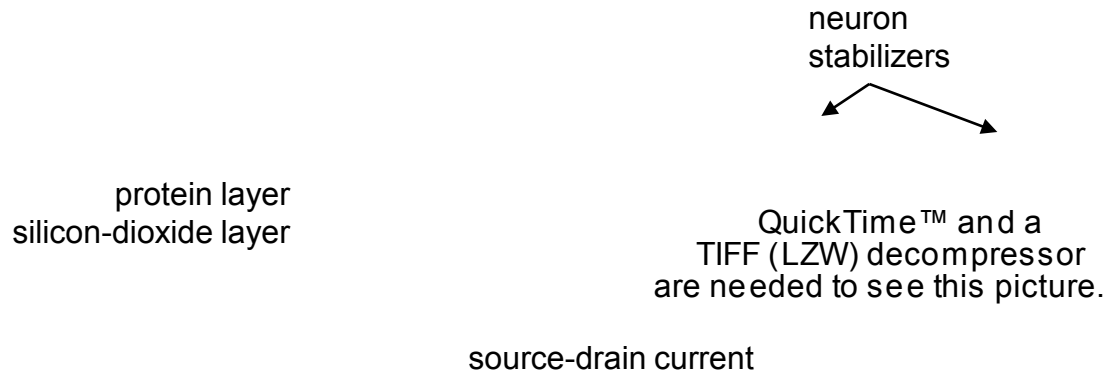 neuron
stabilizers
protein layer
silicon-dioxide layer
QuickTime™ and a
TIFF (LZW) decompressor
are needed to see this picture.
source-drain current